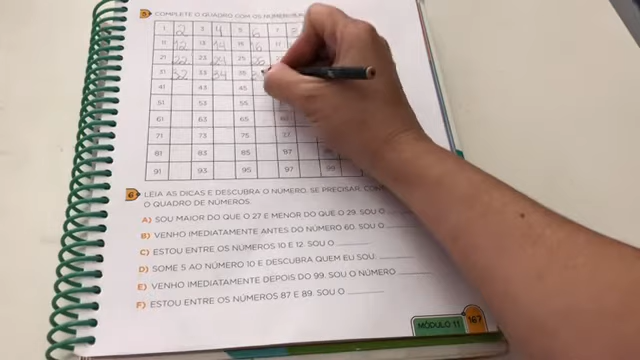 5 COMPLETE O QUADRO COM OS
1 2 3 4 5 6 7
11 12 13 14 15 16 17
21 22 23 24 25 26
31 32 33 34 35
41 43 45
51 53 55
61 63 65
71 73 75 77
81 83 85 87 89
91 93 95 97 99
6 LEIA AS DICAS E DESCUBRA O NÚMERO. SE PRECISAR,
O QUADRO DE NÚMEROS.
A) SOU MAIOR DO QUE O 27 E MENOR DO QUE O 29. SOU O
B) VENHO IMEDIATAMENTE ANTES DO NÚMERO 60. SOU O
C) ESTOU ENTRE OS NÚMEROS 10 E 12. SOU O
D) SOME 5 AO NÚMERO 10 E DESCUBRA QUEM EU SOU:
E) VENHO IMEDIATAMENTE DEPOIS DO 99. SOU O NÚMERO
F) ESTOU ENTRE OS NÚMEROS 87 E 89. SOU O
MÓDULO 11 167